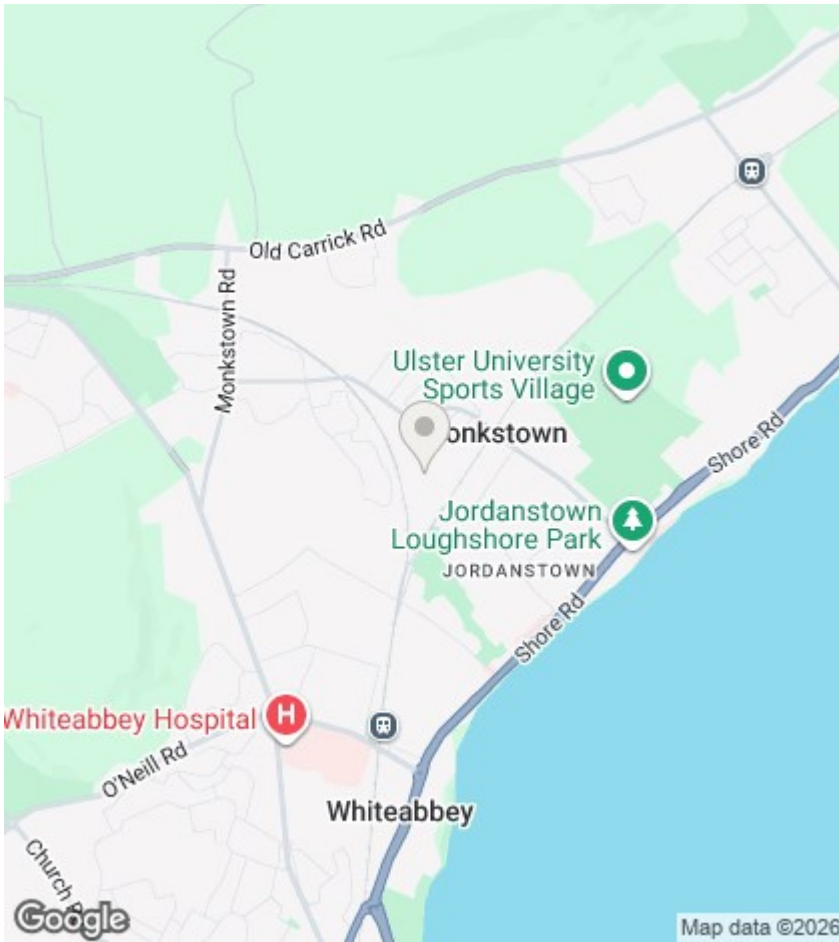 Old Carrick Rd
Monkstown Rd
Ulster University
Sports Village
onkstown
Shore Rd
Jordanstown
Loughshore Park
JORDANSTOWN
Shore Rd
Whiteabbey Hospital
H
O'Neill Rd
Whiteabbey
Church
Google
Map data ©2026